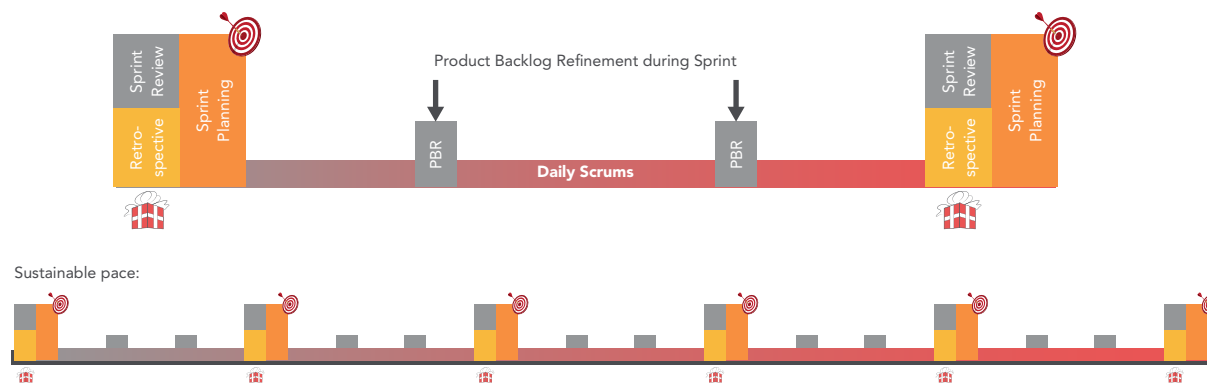 Product Backlog Refinement during Sprint
Sprint
Review
Retro-
spective
Sprint
Planning
PBR
Daily Scrums
PBR
Sprint
Review
Retro-
spective
Sprint
Planning
Sustainable pace: